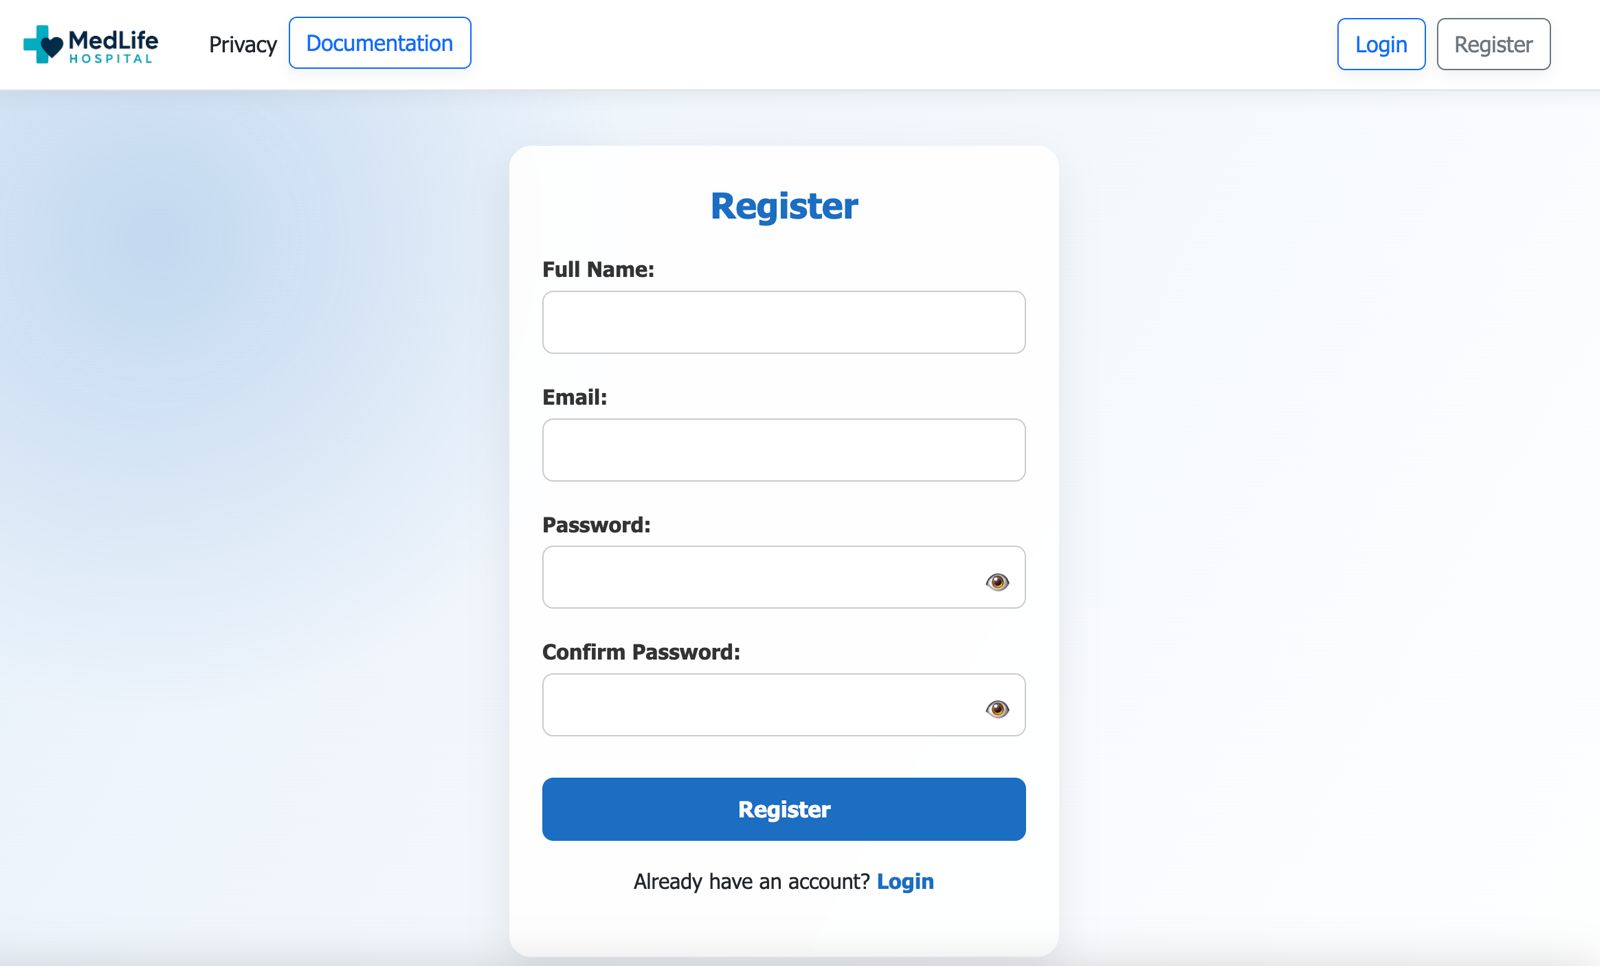 MedLife
HOSPITAL
Privacy
Documentation
Login
Register
Register
Full Name:
Email:
Password:
Confirm Password:
Register
Already have an account? Login